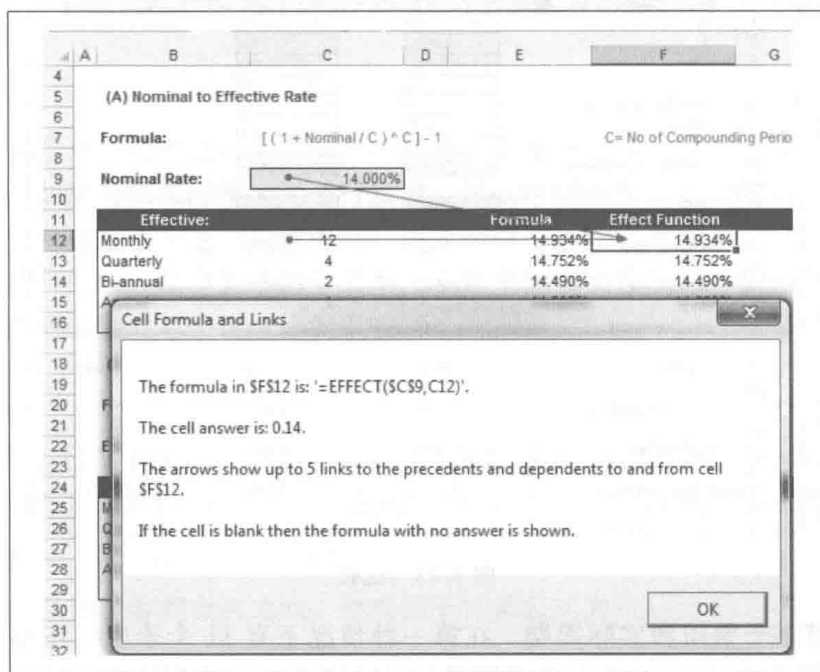 A B C D E F G
4
5 (A) Nominal to Effective Rate
6
7 Formula: [ ( 1 + Nominal / C ) ^ C ] - 1 C= No of Compounding Perio
8
9 Nominal Rate: 14.000%
10
11 Effective: Formula Effect Function
12 Monthly 12 14.934% 14.934%
13 Quarterly 4 14.752% 14.752%
14 Bi-annual 2 14.490% 14.490%
15
16
Cell Formula and Links
17
18
19
The formula in $F$12 is: '=EFFECT($C$9,C12)'.
20 F
21
The cell answer is: 0.14.
22 E
23
The arrows show up to 5 links to the precedents and dependents to and from cell
24
$F$12.
25 M
26 Q
If the cell is blank then the formula with no answer is shown.
27 B
28 A
29
30
OK
31
32